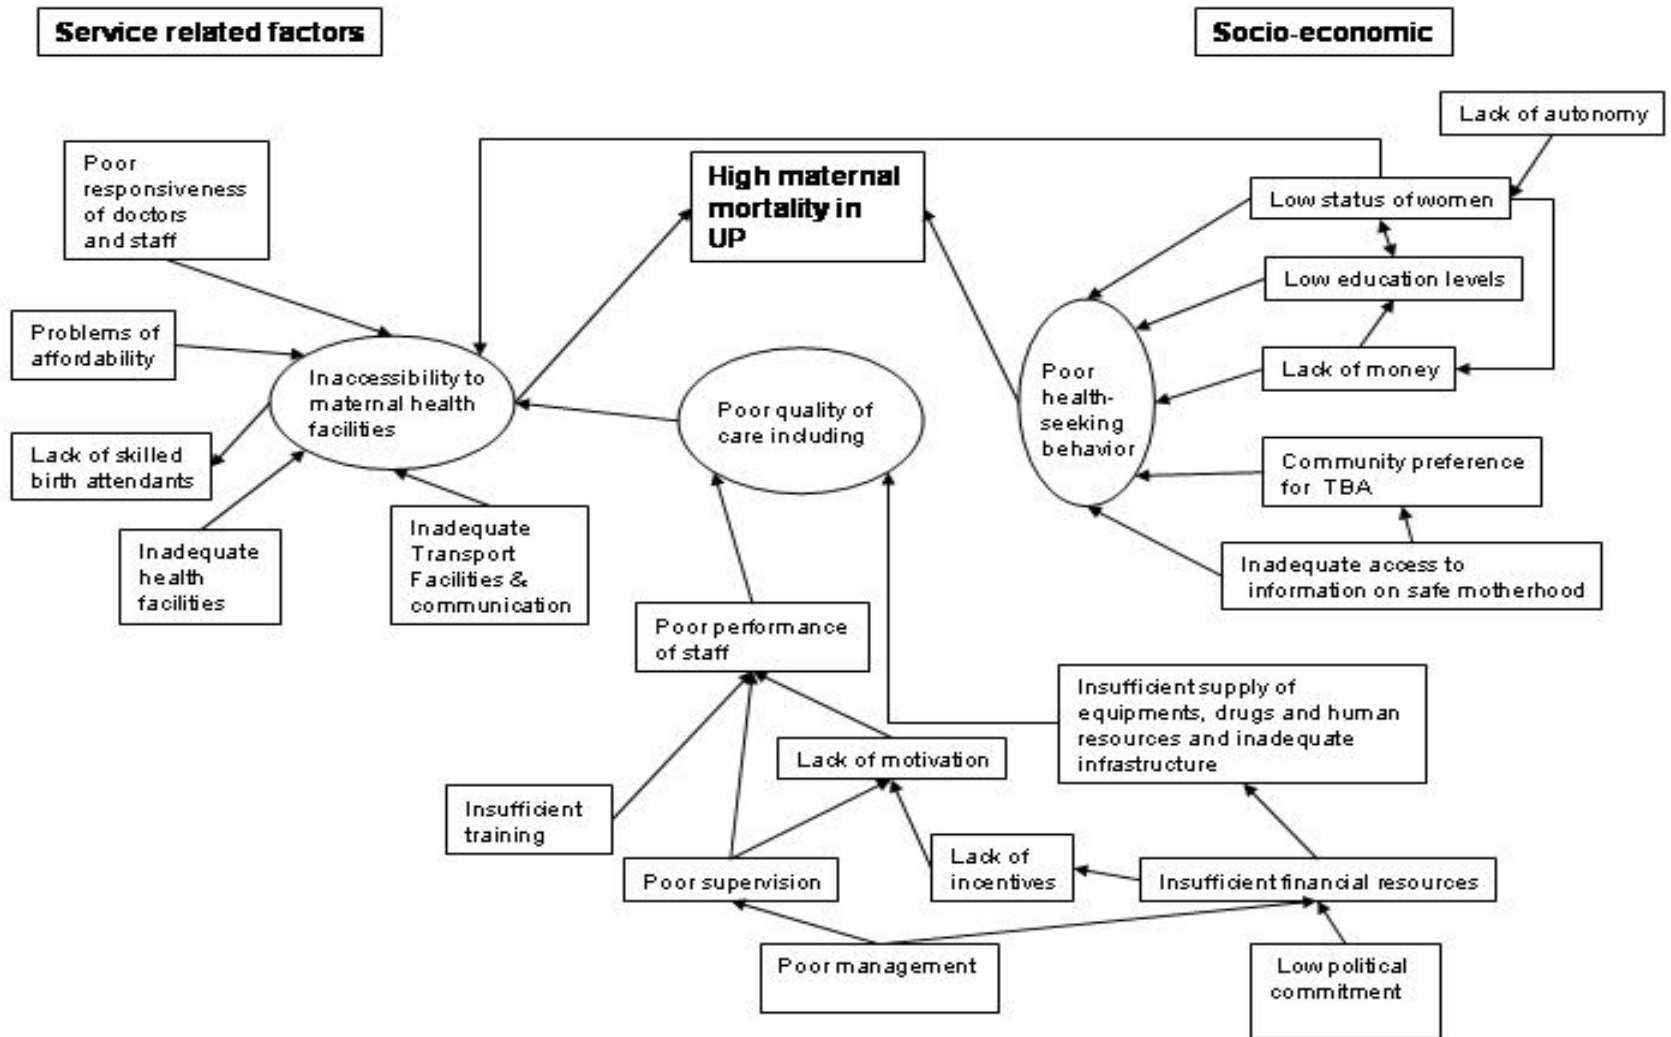 Service related factors
Socio-economic
Lack of autonomy
Poor
responsiveness
of doctors
and staff
High maternal
mortality in
UP
Low status of women
Low education levels
Problems of
affordability
Inaccessibility to
maternal health
facilities
Poor quality of
care including
Poor
health-
seeking
behavior
Lack of money
Lack of skilled
birth attendants
Community preference
for TBA
Inadequate
health
facilities
Inadequate
Transport
Facilities &
communication
Inadequate access to
information on safe motherhood
Poor performance
of staff
Insufficient supply of
equipments, drugs and human
resources and inadequate
infrastructure
Lack of motivation
Insufficient
training
Poor supervision
Lack of
incentives
Insufficient financial resources
Poor management
Low political
commitment